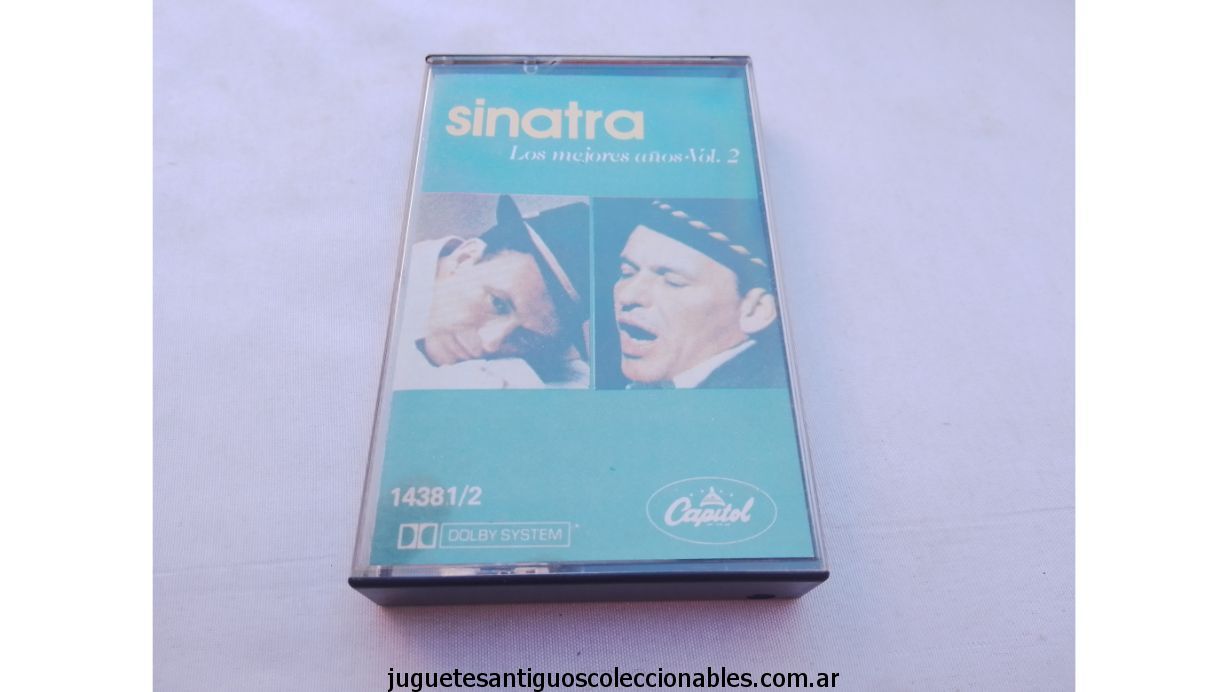 sinatra
Los mejores años·Vol. 2
14381/2
Capitol
DOLBY SYSTEM
juguetesantiguoscoleccionables.com.ar